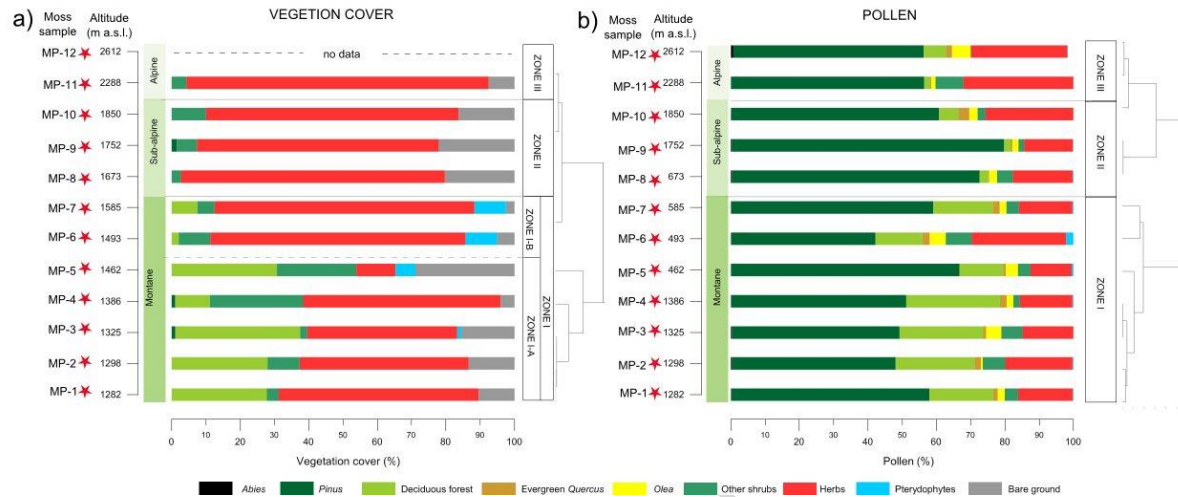 a) Moss sample Altitude (m a.s.l.) VEGETION COVER
MP-12 2612 no data
MP-11 2288
MP-10 1850
MP-9 1752
MP-8 1673
MP-7 1585
MP-6 1493
MP-5 1462
MP-4 1386
MP-3 1325
MP-2 1298
MP-1 1282
Alpine
Sub-alpine
Montane
ZONE III
ZONE II
ZONE I-B
ZONE I
ZONE I-A
0 10 20 30 40 50 60 70 80 90 100
Vegetation cover (%)
b) Moss sample Altitude (m a.s.l.) POLLEN
MP-12 2612
MP-11 2288
MP-10 1850
MP-9 1752
MP-8 673
MP-7 585
MP-6 493
MP-5 462
MP-4 1386
MP-3 1325
MP-2 1298
MP-1 1282
Alpine
Sub-alpine
Montane
ZONE III
ZONE II
ZONE I
0 10 20 30 40 50 60 70 80 90 100
Pollen (%)
Abies Pinus Deciduous forest Evergreen Quercus Olea Other shrubs Herbs Pterydophytes Bare ground